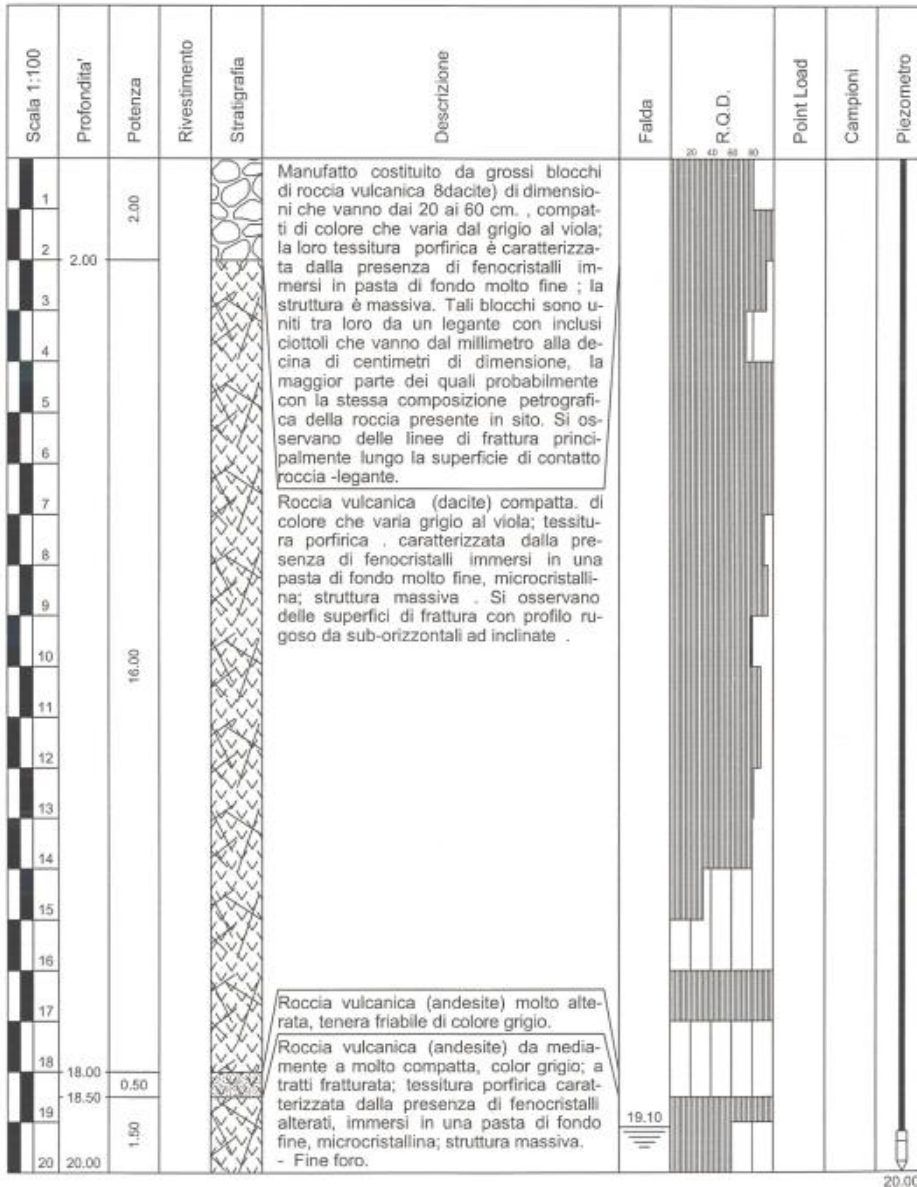 Scala 1:100
Profondita'
Potenza
Rivestimento
Stratigrafia
Descrizione
Falda
R.Q.D.
20 40 60 80
Point Load
Campioni
Piezometro
1
2
3
4
5
6
7
8
9
10
11
12
13
14
15
16
17
18
19
20
2.00
18.00
18.50
20.00
2.00
16.00
0.50
1.50
Manufatto costituito da grossi blocchi
di roccia vulcanica 8dacite) di dimensio-
ni che vanno dai 20 ai 60 cm. , compat-
ti di colore che varia dal grigio al viola;
la loro tessitura porfirica è caratterizza-
ta dalla presenza di fenocristalli im-
mersi in pasta di fondo molto fine ; la
struttura è massiva. Tali blocchi sono u-
niti tra loro da un legante con inclusi
ciottoli che vanno dal millimetro alla de-
cina di centimetri di dimensione, la
maggior parte dei quali probabilmente
con la stessa composizione petrografi-
ca della roccia presente in sito. Si os-
servano delle linee di frattura princi-
palmente lungo la superficie di contatto
roccia -legante.
Roccia vulcanica (dacite) compatta. di
colore che varia grigio al viola; tessitu-
ra porfirica . caratterizzata dalla pre-
senza di fenocristalli immersi in una
pasta di fondo molto fine, microcristalli-
na; struttura massiva . Si osservano
delle superfici di frattura con profilo ru-
goso da sub-orizzontali ad inclinate .
Roccia vulcanica (andesite) molto alte-
rata, tenera friabile di colore grigio.
Roccia vulcanica (andesite) da media-
mente a molto compatta, color grigio; a
tratti fratturata; tessitura porfirica carat-
terizzata dalla presenza di fenocristalli
alterati, immersi in una pasta di fondo
fine, microcristallina; struttura massiva.
- Fine foro.
19.10
20.00